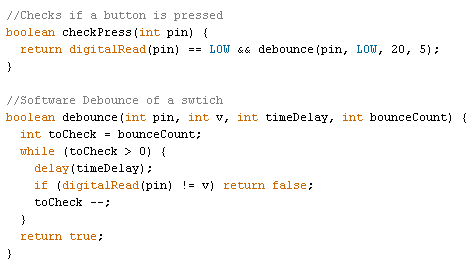 //Checks if a button is pressed
boolean checkPress(int pin) {
  return digitalRead(pin) == LOW && debounce(pin, LOW, 20, 5);
}

//Software Debounce of a swtich
boolean debounce(int pin, int v, int timeDelay, int bounceCount) {
  int toCheck = bounceCount;
  while (toCheck > 0) {
    delay(timeDelay);
    if (digitalRead(pin) != v) return false;
    toCheck --;
  }
  return true;
}